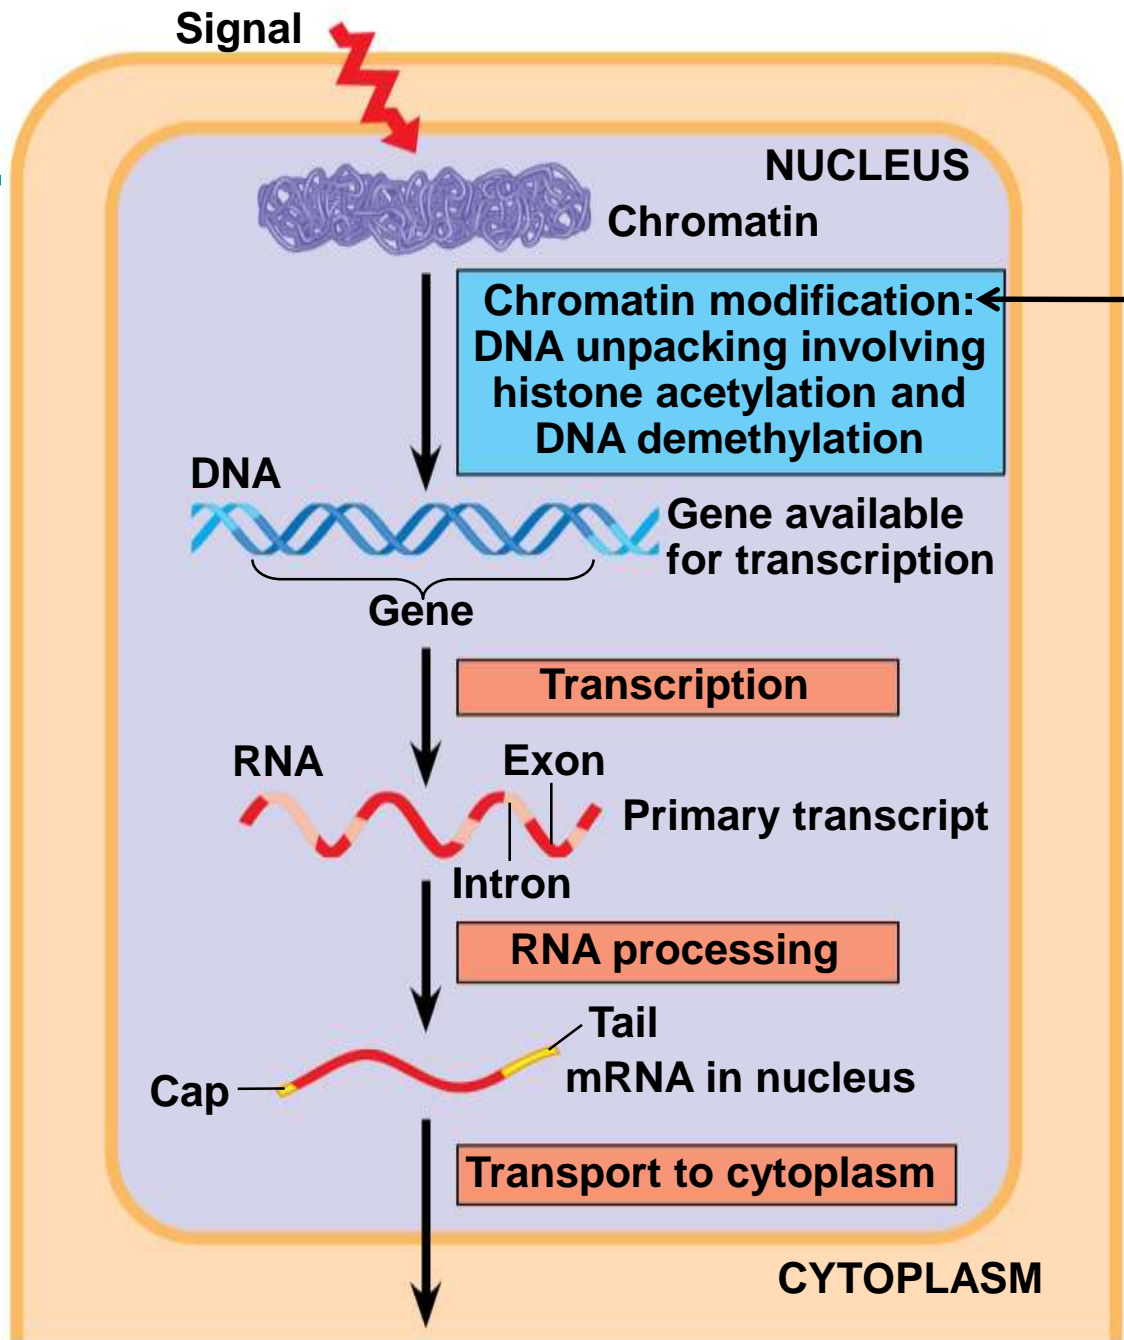 Signal
NUCLEUS
Chromatin
Chromatin modification:
DNA unpacking involving
histone acetylation and
DNA demethylation
DNA
Gene available
for transcription
Gene
Transcription
RNA
Exon
Primary transcript
Intron
RNA processing
Tail
mRNA in nucleus
Cap
Transport to cytoplasm
CYTOPLASM